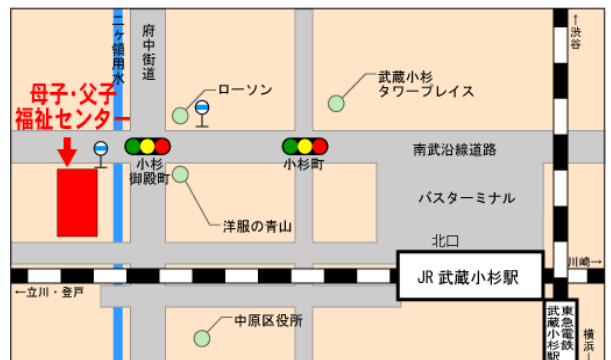 二ヶ領用水
府中街道
↑渋谷
母子・父子
福祉センター
ローソン
武蔵小杉
タワープレイス
小杉
御殿町
小杉町
南武沿線道路
洋服の青山
バスターミナル
北口
JR 武蔵小杉駅
川崎→
←立川・登戸
中原区役所
東急電鉄
武蔵小杉駅
横浜↓